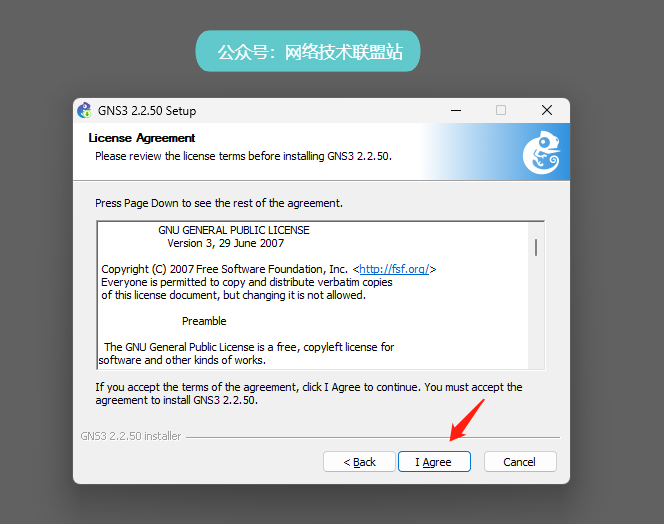 公众号：网络技术联盟站
GNS3 2.2.50 Setup
License Agreement
Please review the license terms before installing GNS3 2.2.50.
Press Page Down to see the rest of the agreement.
GNU GENERAL PUBLIC LICENSE
Version 3, 29 June 2007
Copyright (C) 2007 Free Software Foundation, Inc. <http://fsf.org/>
Everyone is permitted to copy and distribute verbatim copies
of this license document, but changing it is not allowed.
Preamble
The GNU General Public License is a free, copyleft license for
software and other kinds of works.
If you accept the terms of the agreement, click I Agree to continue. You must accept the
agreement to install GNS3 2.2.50.
GNS3 2.2.50 installer
< Back I Agree Cancel